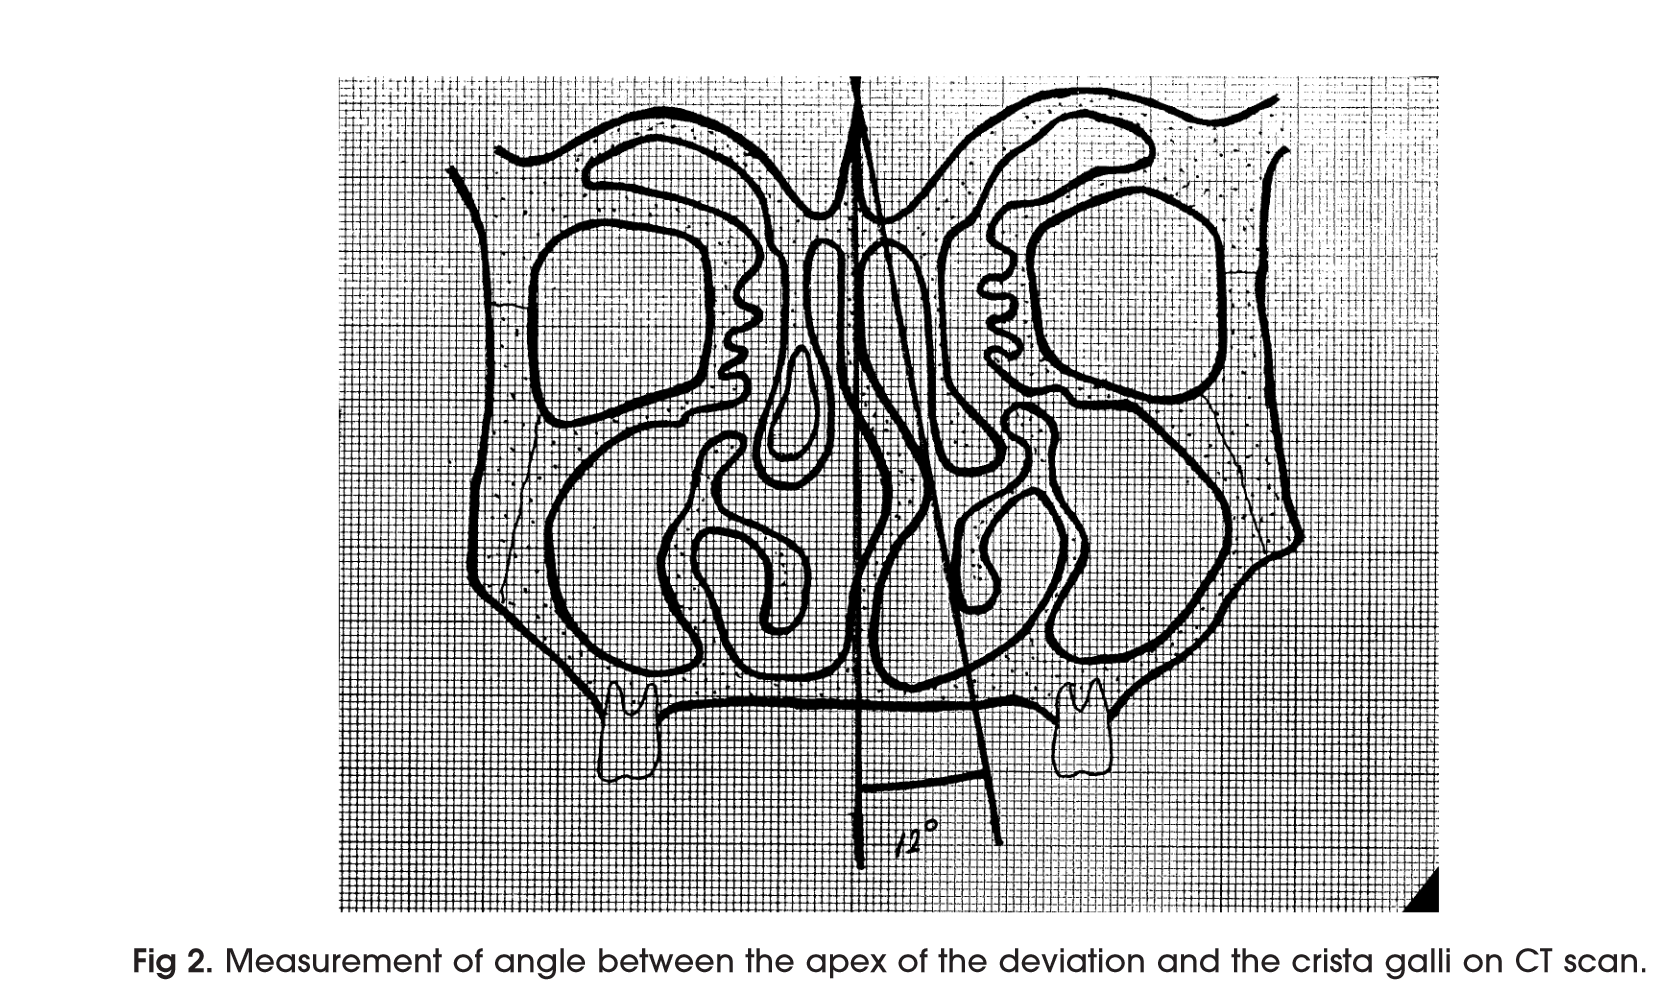 12°
Fig 2. Measurement of angle between the apex of the deviation and the crista galli on CT scan.